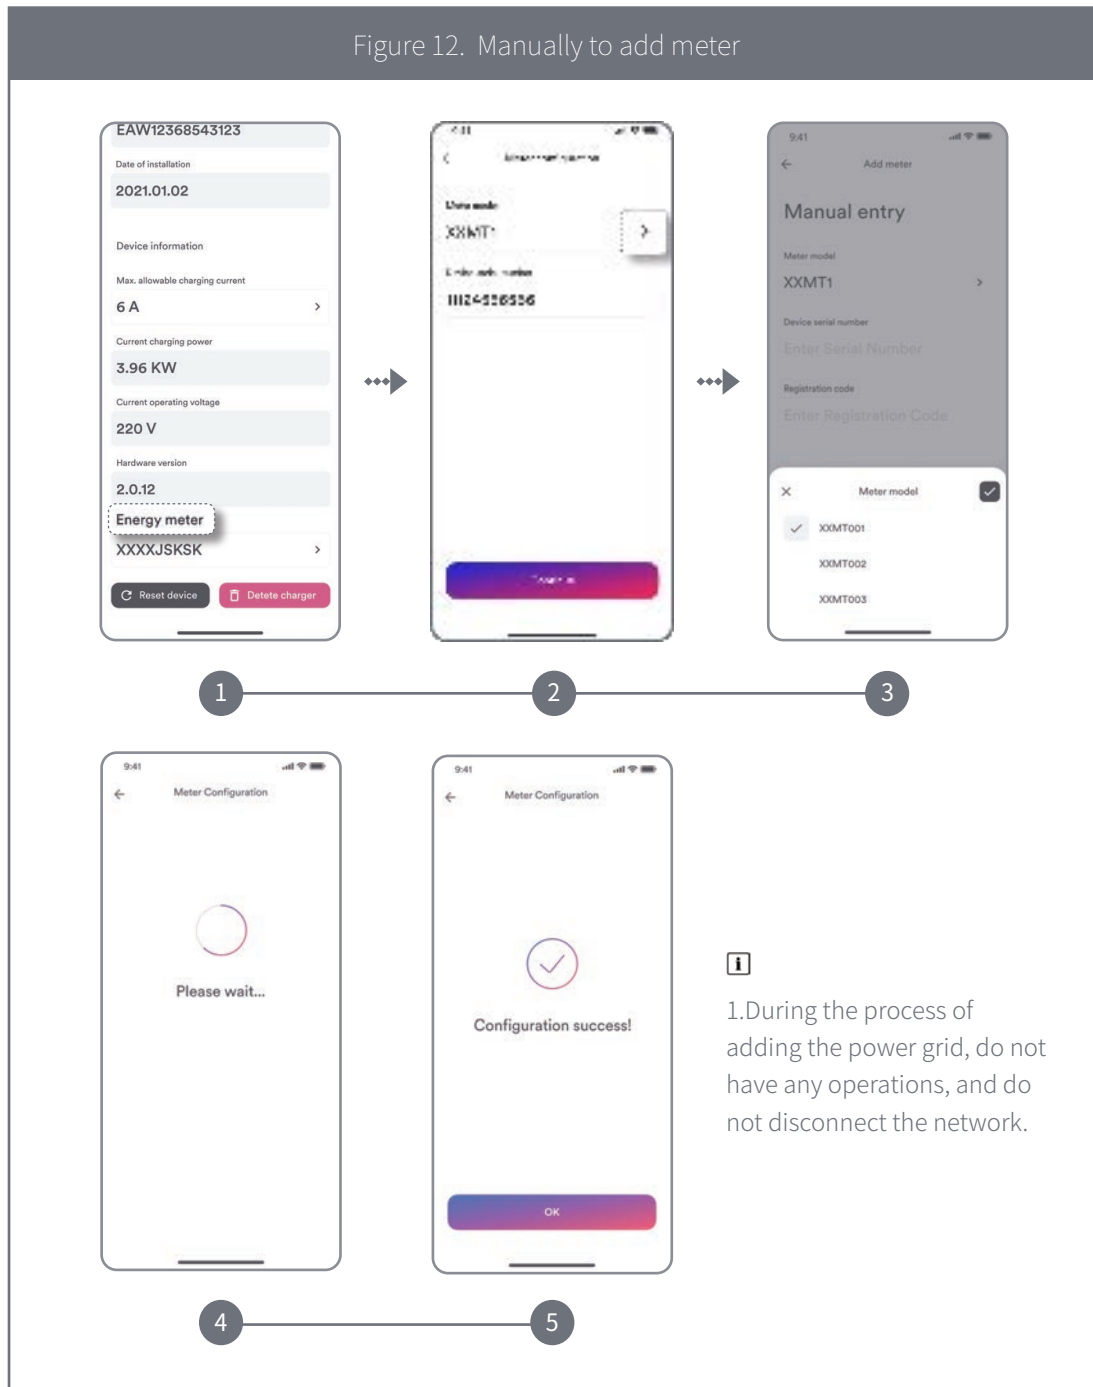 Figure 12. Manually to add meter
EAW12368543123
Date of installation
2021.01.02
Device information
Max. allowable charging current
6 A
Current charging power
3.96 KW
Current operating voltage
220 V
Hardware version
2.0.12
Energy meter
XXXXJSKSK
Reset device
Detete charger
1
XXMT1
2
9:41
Add meter
Manual entry
Meter model
XXMT1
Device serial number
Enter Serial Number
Registration code
Enter Registration Code
Meter model
XXMT001
XXMT002
XXMT003
3
9:41
Meter Configuration
Please wait...
4
9:41
Meter Configuration
Configuration success!
OK
5
i
1.During the process of
adding the power grid, do not
have any operations, and do
not disconnect the network.